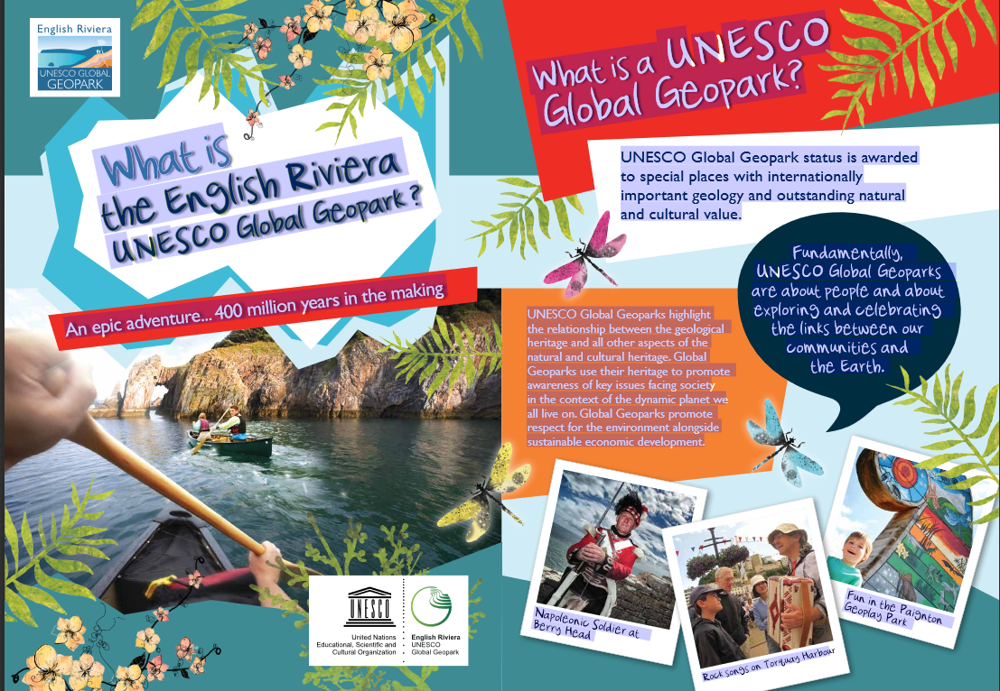 English Riviera
UNESCO GLOBAL
GEOPARK
What is
the English Riviera
UNESCO Global Geopark?
An epic adventure... 400 million years in the making
UNESCO
United Nations
Educational, Scientific and
Cultural Organization
English Riviera
UNESCO
Global Geopark
What is a UNESCO
Global Geopark?
UNESCO Global Geopark status is awarded
to special places with internationally
important geology and outstanding natural
and cultural value.
Fundamentally,
UNESCO Global Geoparks
are about people and about
exploring and celebrating
the links between our
communities and
the Earth.
UNESCO Global Geoparks highlight
the relationship between the geological
heritage and all other aspects of the
natural and cultural heritage. Global
Geoparks use their heritage to promote
awareness of key issues facing society
in the context of the dynamic planet we
all live on. Global Geoparks promote
respect for the environment alongside
sustainable economic development.
Napoleonic Soldier at
Berry Head
Rock songs on Torquay Harbour
Fun in the Paignton
Geoplay Park